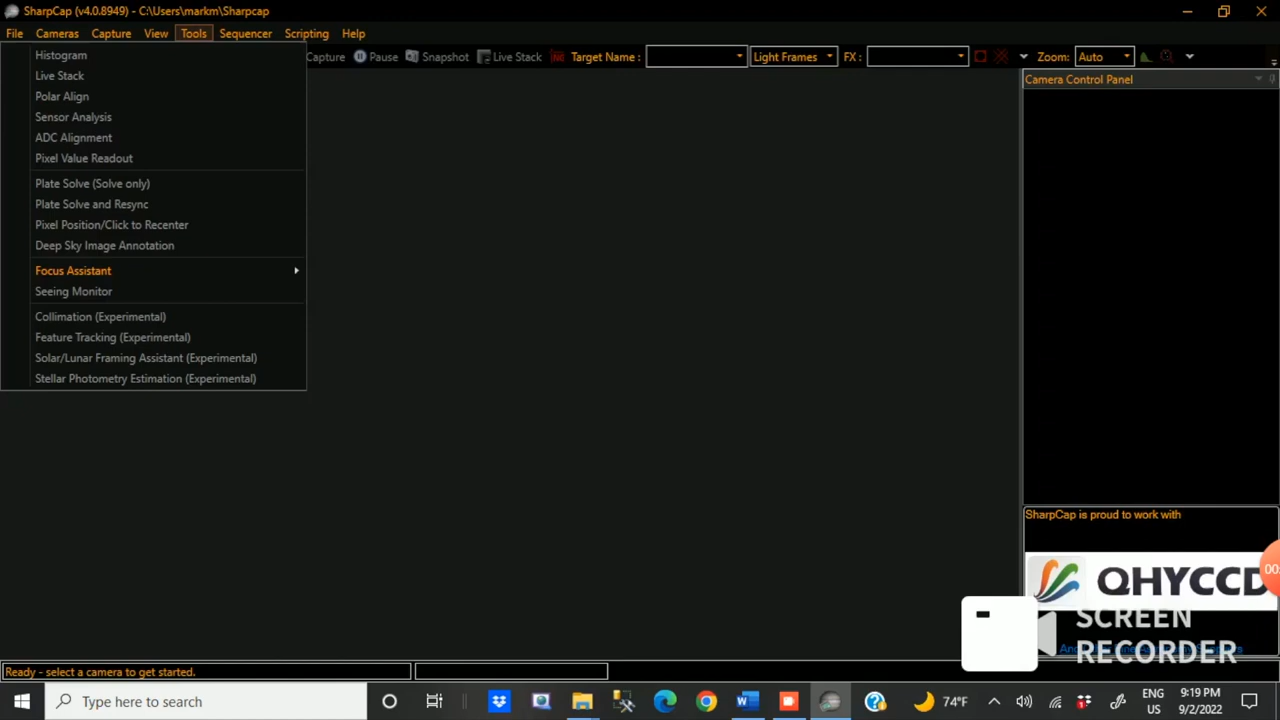 SharpCap (v4.0.8949) - C:\Users\markm\Sharpcap
File Cameras Capture View Tools Sequencer Scripting Help
Capture Pause Snapshot Live Stack Target Name : Light Frames FX : Zoom: Auto
Camera Control Panel
Histogram
Live Stack
Polar Align
Sensor Analysis
ADC Alignment
Pixel Value Readout
Plate Solve (Solve only)
Plate Solve and Resync
Pixel Position/Click to Recenter
Deep Sky Image Annotation
Focus Assistant
Seeing Monitor
Collimation (Experimental)
Feature Tracking (Experimental)
Solar/Lunar Framing Assistant (Experimental)
Stellar Photometry Estimation (Experimental)
SharpCap is proud to work with
00:
QHYCCD
SCREEN
RECORDER
Ready - select a camera to get started.
Type here to search
74°F
ENG
US
9:19 PM
9/2/2022